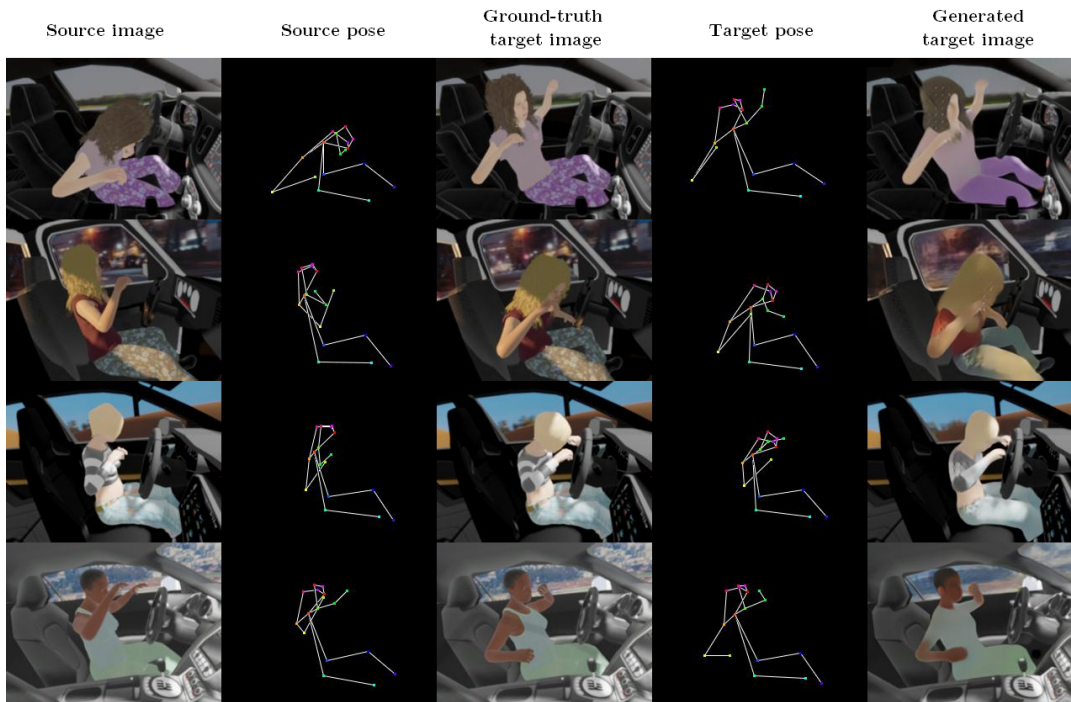 Source image
Source pose
Ground-truth
target image
Target pose
Generated
target image